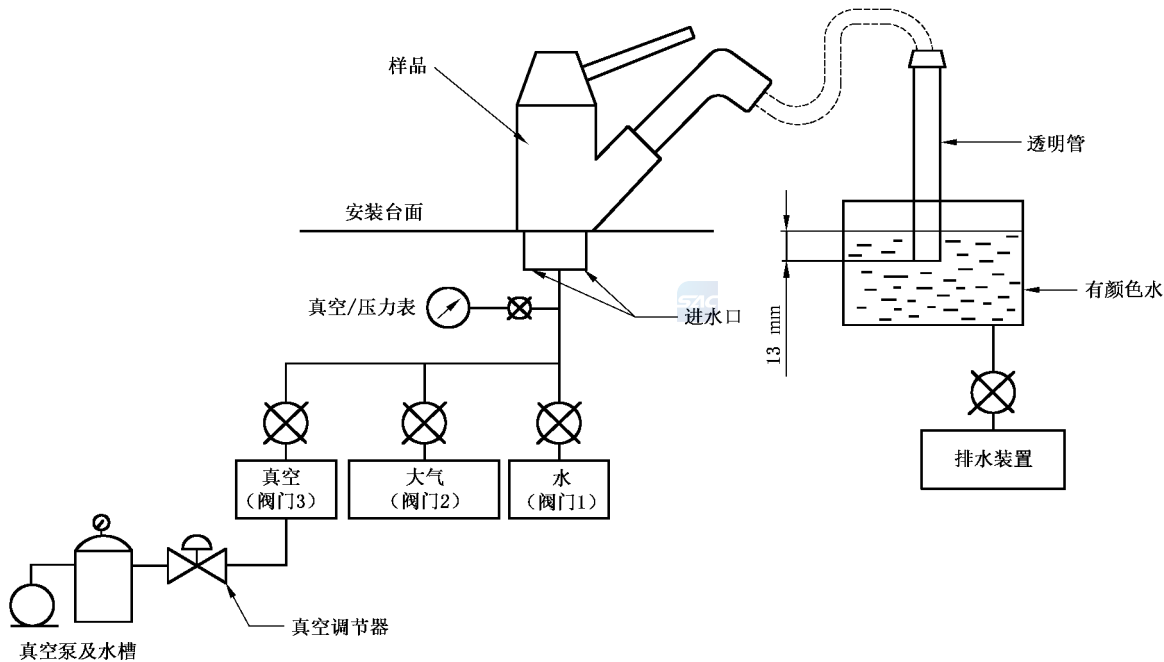 样品
透明管
安装台面
有颜色水
真空/压力表
SAC
进水口
13 mm
真空
(阀门3)
大气
(阀门2)
水
(阀门1)
排水装置
真空调节器
真空泵及水槽